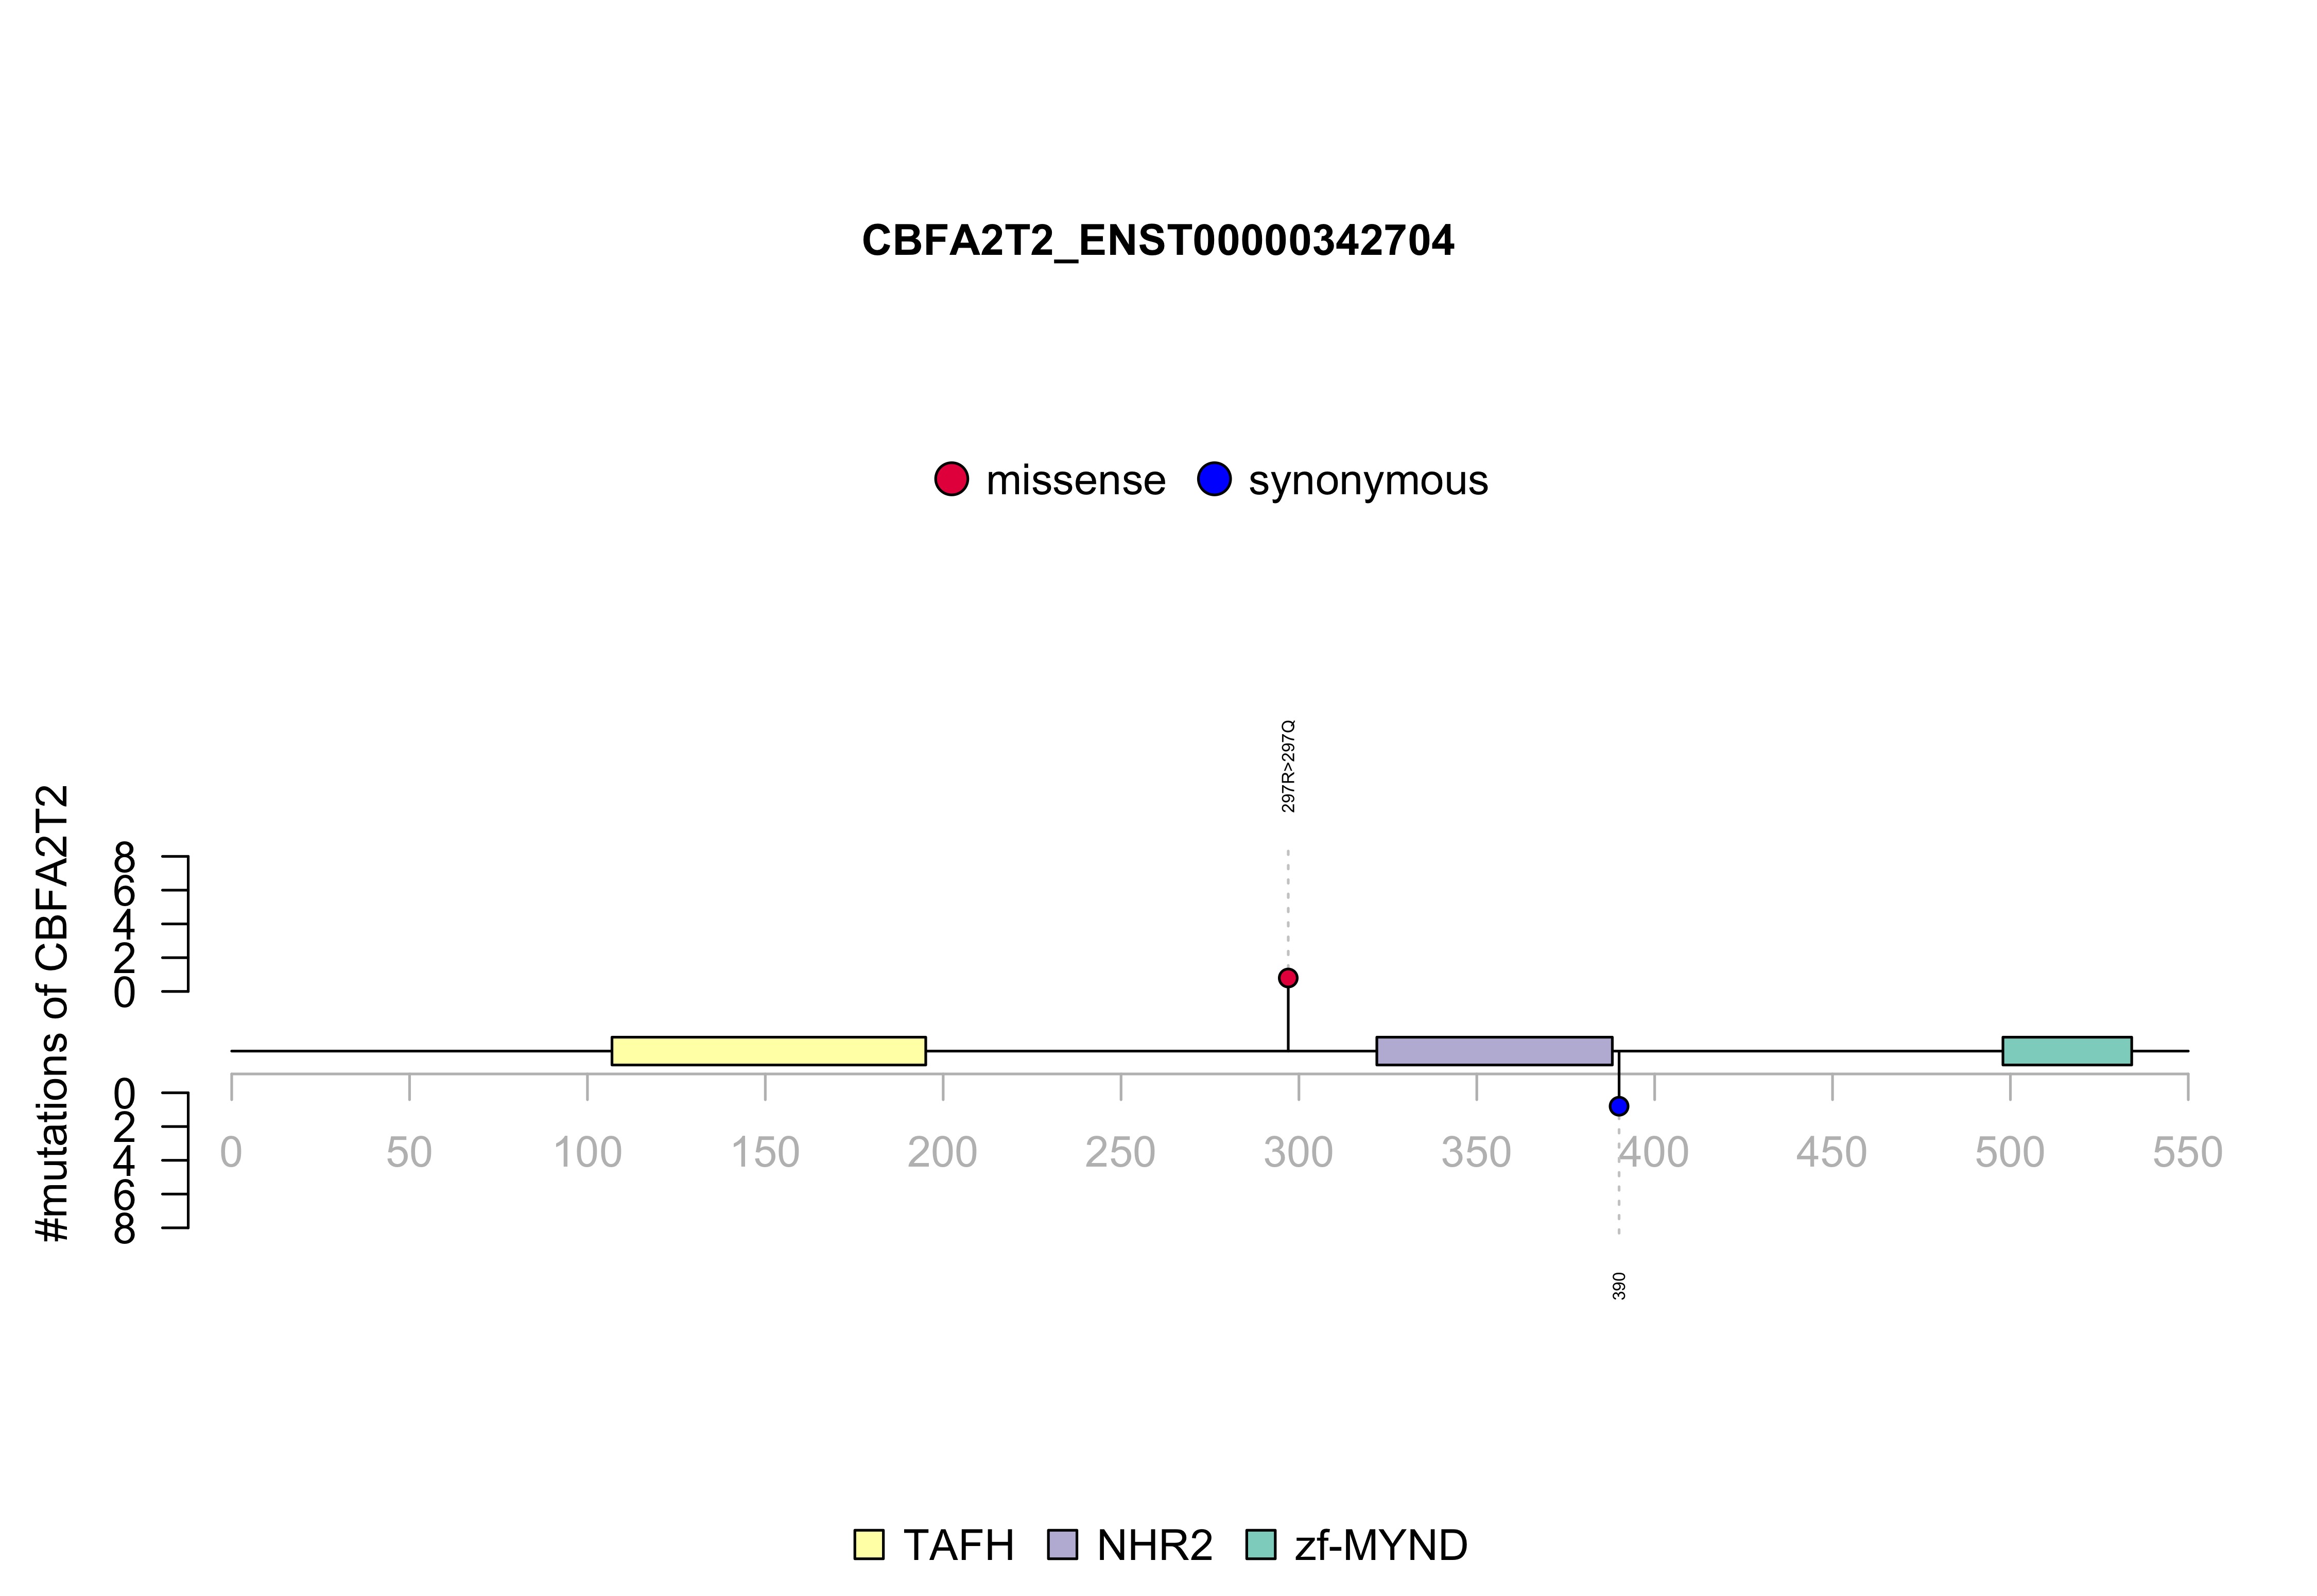 CBFA2T2_ENST00000342704
missense synonymous
297R>297Q
#mutations of CBFA2T2
8
6
4
2
0
0
2
4
6
8
0 50 100 150 200 250 300 350 400 450 500 550
390
TAFH NHR2 zf-MYND